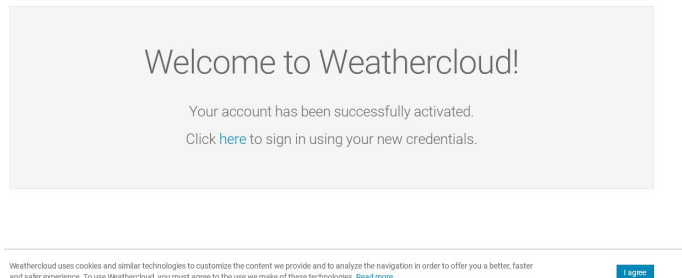 Welcome to Weathercloud!
Your account has been successfully activated.
Click here to sign in using your new credentials.
Weathercloud uses cookies and similar technologies to customize the content we provide and to analyze the navigation in order to offer you a better, faster
I agree
and safer experience. To use Weathercloud, you must agree to the use we make of these technologies. Read more